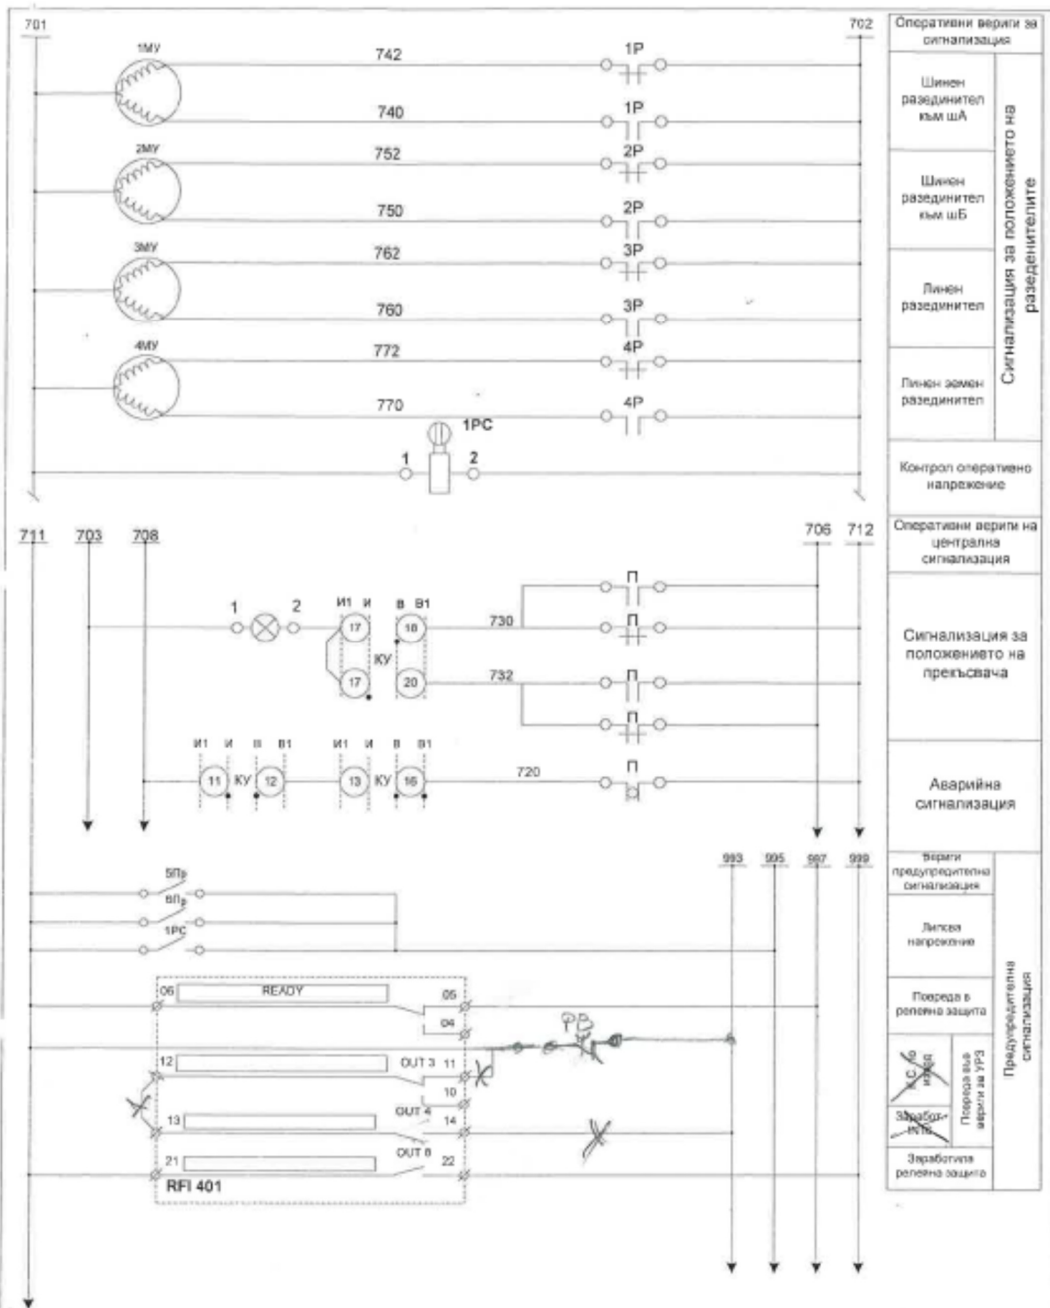 701
702
Оперативни вериги за
сигнализация
1МУ
742
1Р
740
1Р
Шинен
разединител
към шА
2МУ
752
2Р
750
2Р
Шинен
разединител
към шБ
3МУ
762
3Р
760
3Р
Линен
разединител
4МУ
772
4Р
770
4Р
Линен земен
разединител
Сигнализация за положението на
разеденителите
1РС
1
2
Контрол оперативно
напрежение
711
703
708
706
712
Оперативни вериги на
централна
сигнализация
1
2
И1 И В В1
17
18
КУ
17
20
730
732
П
П
П
П
Сигнализация за
положението на
прекъсвача
И1 И В В1
И1 И В В1
11
КУ
12
13
КУ
16
720
П
Аварийна
сигнализация
993
995
997
999
Вериги
предупредителна
сигнализация
5Пр
6Пр
1РС
Липсва
напрежение
06
READY
05
04
Повреда в
релейна защита
РВ
12
OUT 3
11
10
13
OUT 4
14
Повреда във
вериги за УРЗ
21
OUT 8
22
RFI 401
Заработила
релейна защита
Предупредителна
сигнализация